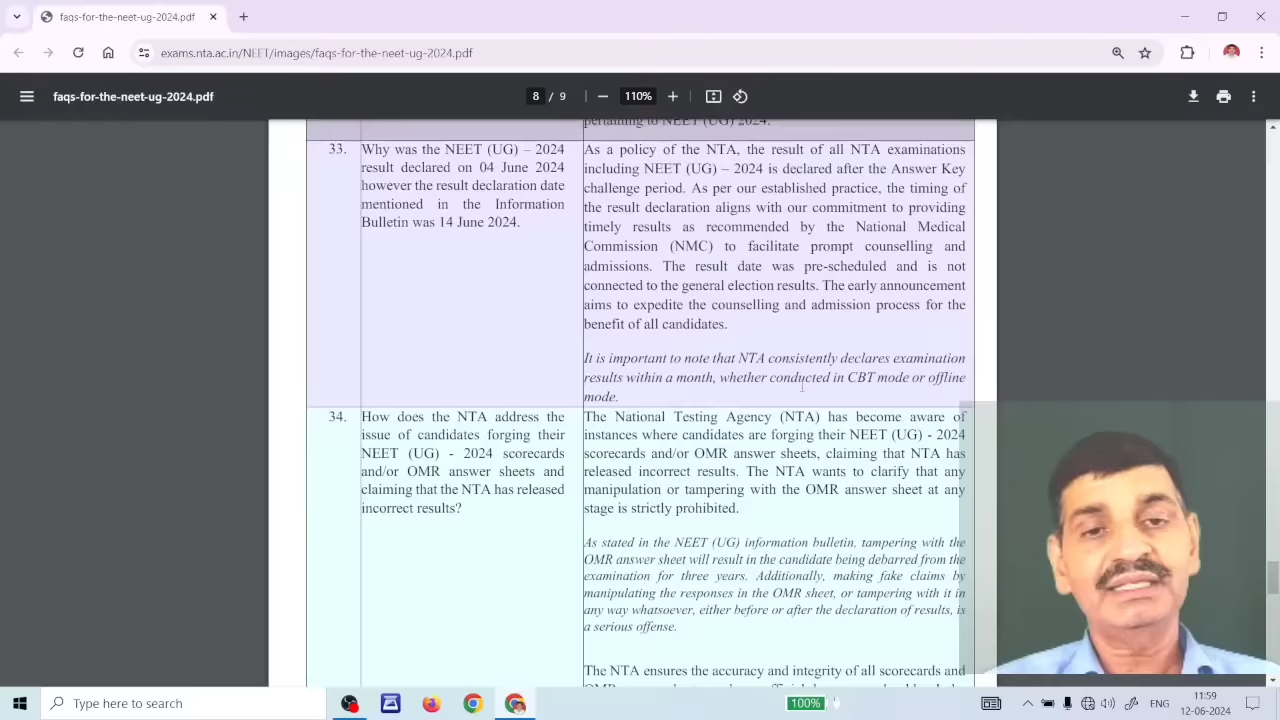 faqs-for-the-neet-ug-2024.pdf
exams.nta.ac.in/NEET/images/faqs-for-the-neet-ug-2024.pdf
faqs-for-the-neet-ug-2024.pdf
8 / 9
110%
pertaining to NEET (UG) 2024.
33.
Why was the NEET (UG) – 2024
result declared on 04 June 2024
however the result declaration date
mentioned in the Information
Bulletin was 14 June 2024.
As a policy of the NTA, the result of all NTA examinations
including NEET (UG) – 2024 is declared after the Answer Key
challenge period. As per our established practice, the timing of
the result declaration aligns with our commitment to providing
timely results as recommended by the National Medical
Commission (NMC) to facilitate prompt counselling and
admissions. The result date was pre-scheduled and is not
connected to the general election results. The early announcement
aims to expedite the counselling and admission process for the
benefit of all candidates.
It is important to note that NTA consistently declares examination
results within a month, whether conducted in CBT mode or offline
mode.
34.
How does the NTA address the
issue of candidates forging their
NEET (UG) - 2024 scorecards
and/or OMR answer sheets and
claiming that the NTA has released
incorrect results?
The National Testing Agency (NTA) has become aware of
instances where candidates are forging their NEET (UG) - 2024
scorecards and/or OMR answer sheets, claiming that NTA has
released incorrect results. The NTA wants to clarify that any
manipulation or tampering with the OMR answer sheet at any
stage is strictly prohibited.
As stated in the NEET (UG) information bulletin, tampering with the
OMR answer sheet will result in the candidate being debarred from the
examination for three years. Additionally, making fake claims by
manipulating the responses in the OMR sheet, or tampering with it in
any way whatsoever, either before or after the declaration of results, is
a serious offense.
The NTA ensures the accuracy and integrity of all scorecards and
Type here to search
100%
ENG
11:59
12-06-2024